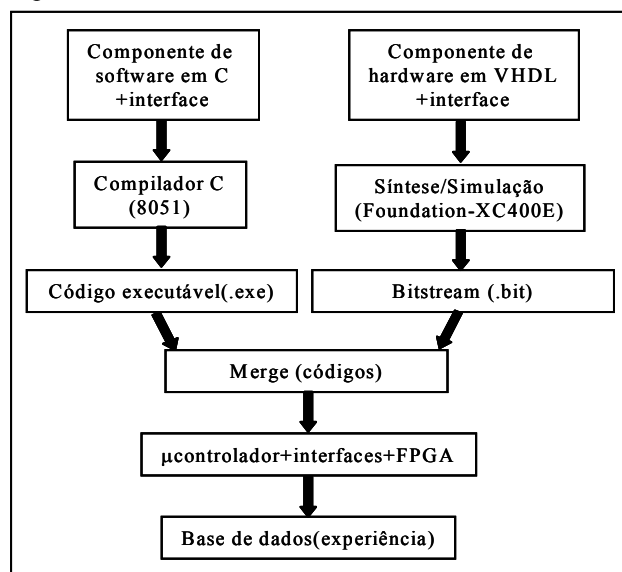 Componente de
software em C
+interface
Componente de
hardware em VHDL
+interface
Compilador C
(8051)
Síntese/Simulação
(Foundation-XC400E)
Código executável(.exe)
Bitstream (.bit)
Merge (códigos)
µcontrolador+interfaces+FPGA
Base de dados(experiência)